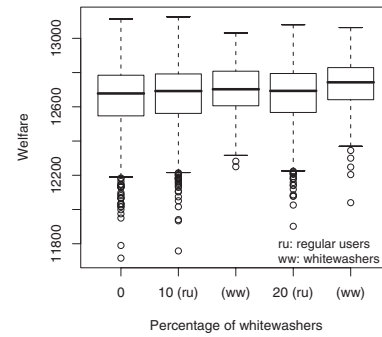 13000
12600
12200
11800
Welfare
ru: regular users
ww: whitewashers
0 10 (ru) (ww) 20 (ru) (ww)
Percentage of whitewashers